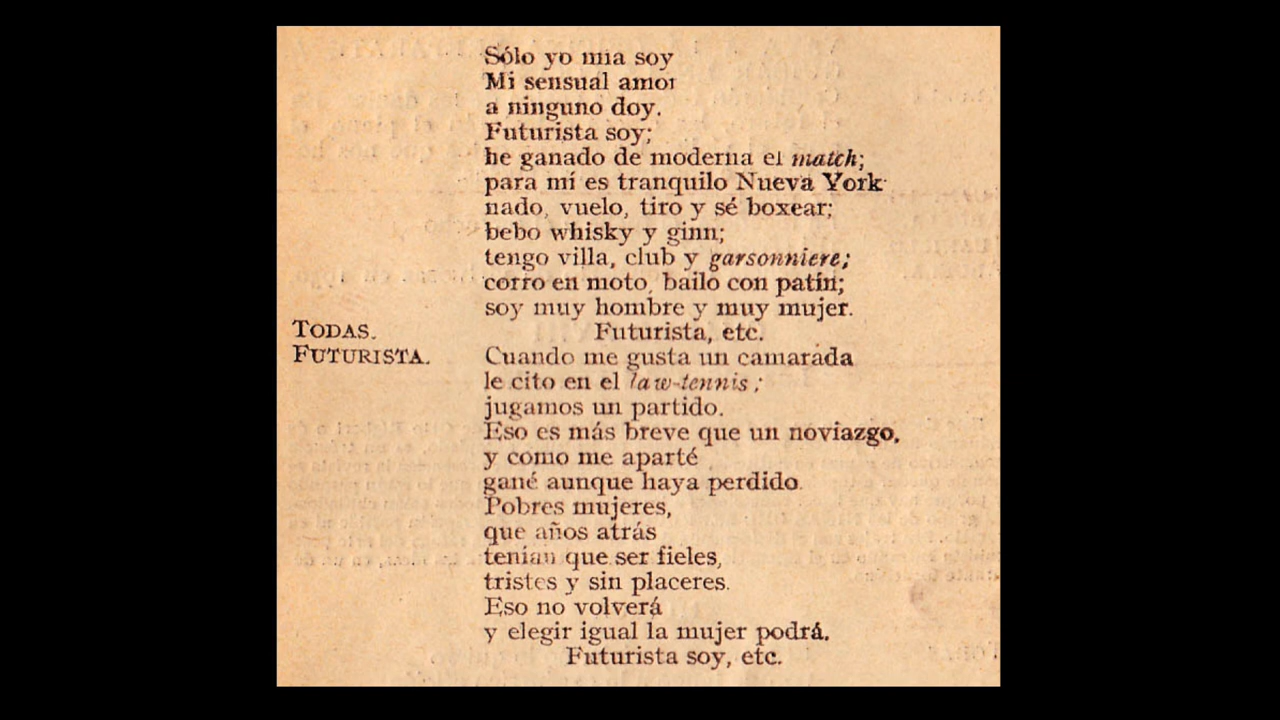 Sólo yo mia soy
Mi sensual amor
a ninguno doy.
Futurista soy;
he ganado de moderna el match;
para mí es tranquilo Nueva York
nado, vuelo, tiro y sé boxear;
bebo whisky y ginn;
tengo villa, club y garsonniere;
corro en moto, bailo con patín;
soy muy hombre y muy mujer.
TODAS. Futurista, etc.
FUTURISTA. Cuando me gusta un camarada
le cito en el law-tennis;
jugamos un partido.
Eso es más breve que un noviazgo,
y como me aparté
gané aunque haya perdido.
Pobres mujeres,
que años atrás
tenían que ser fieles,
tristes y sin placeres.
Eso no volverá
y elegir igual la mujer podrá.
Futurista soy, etc.